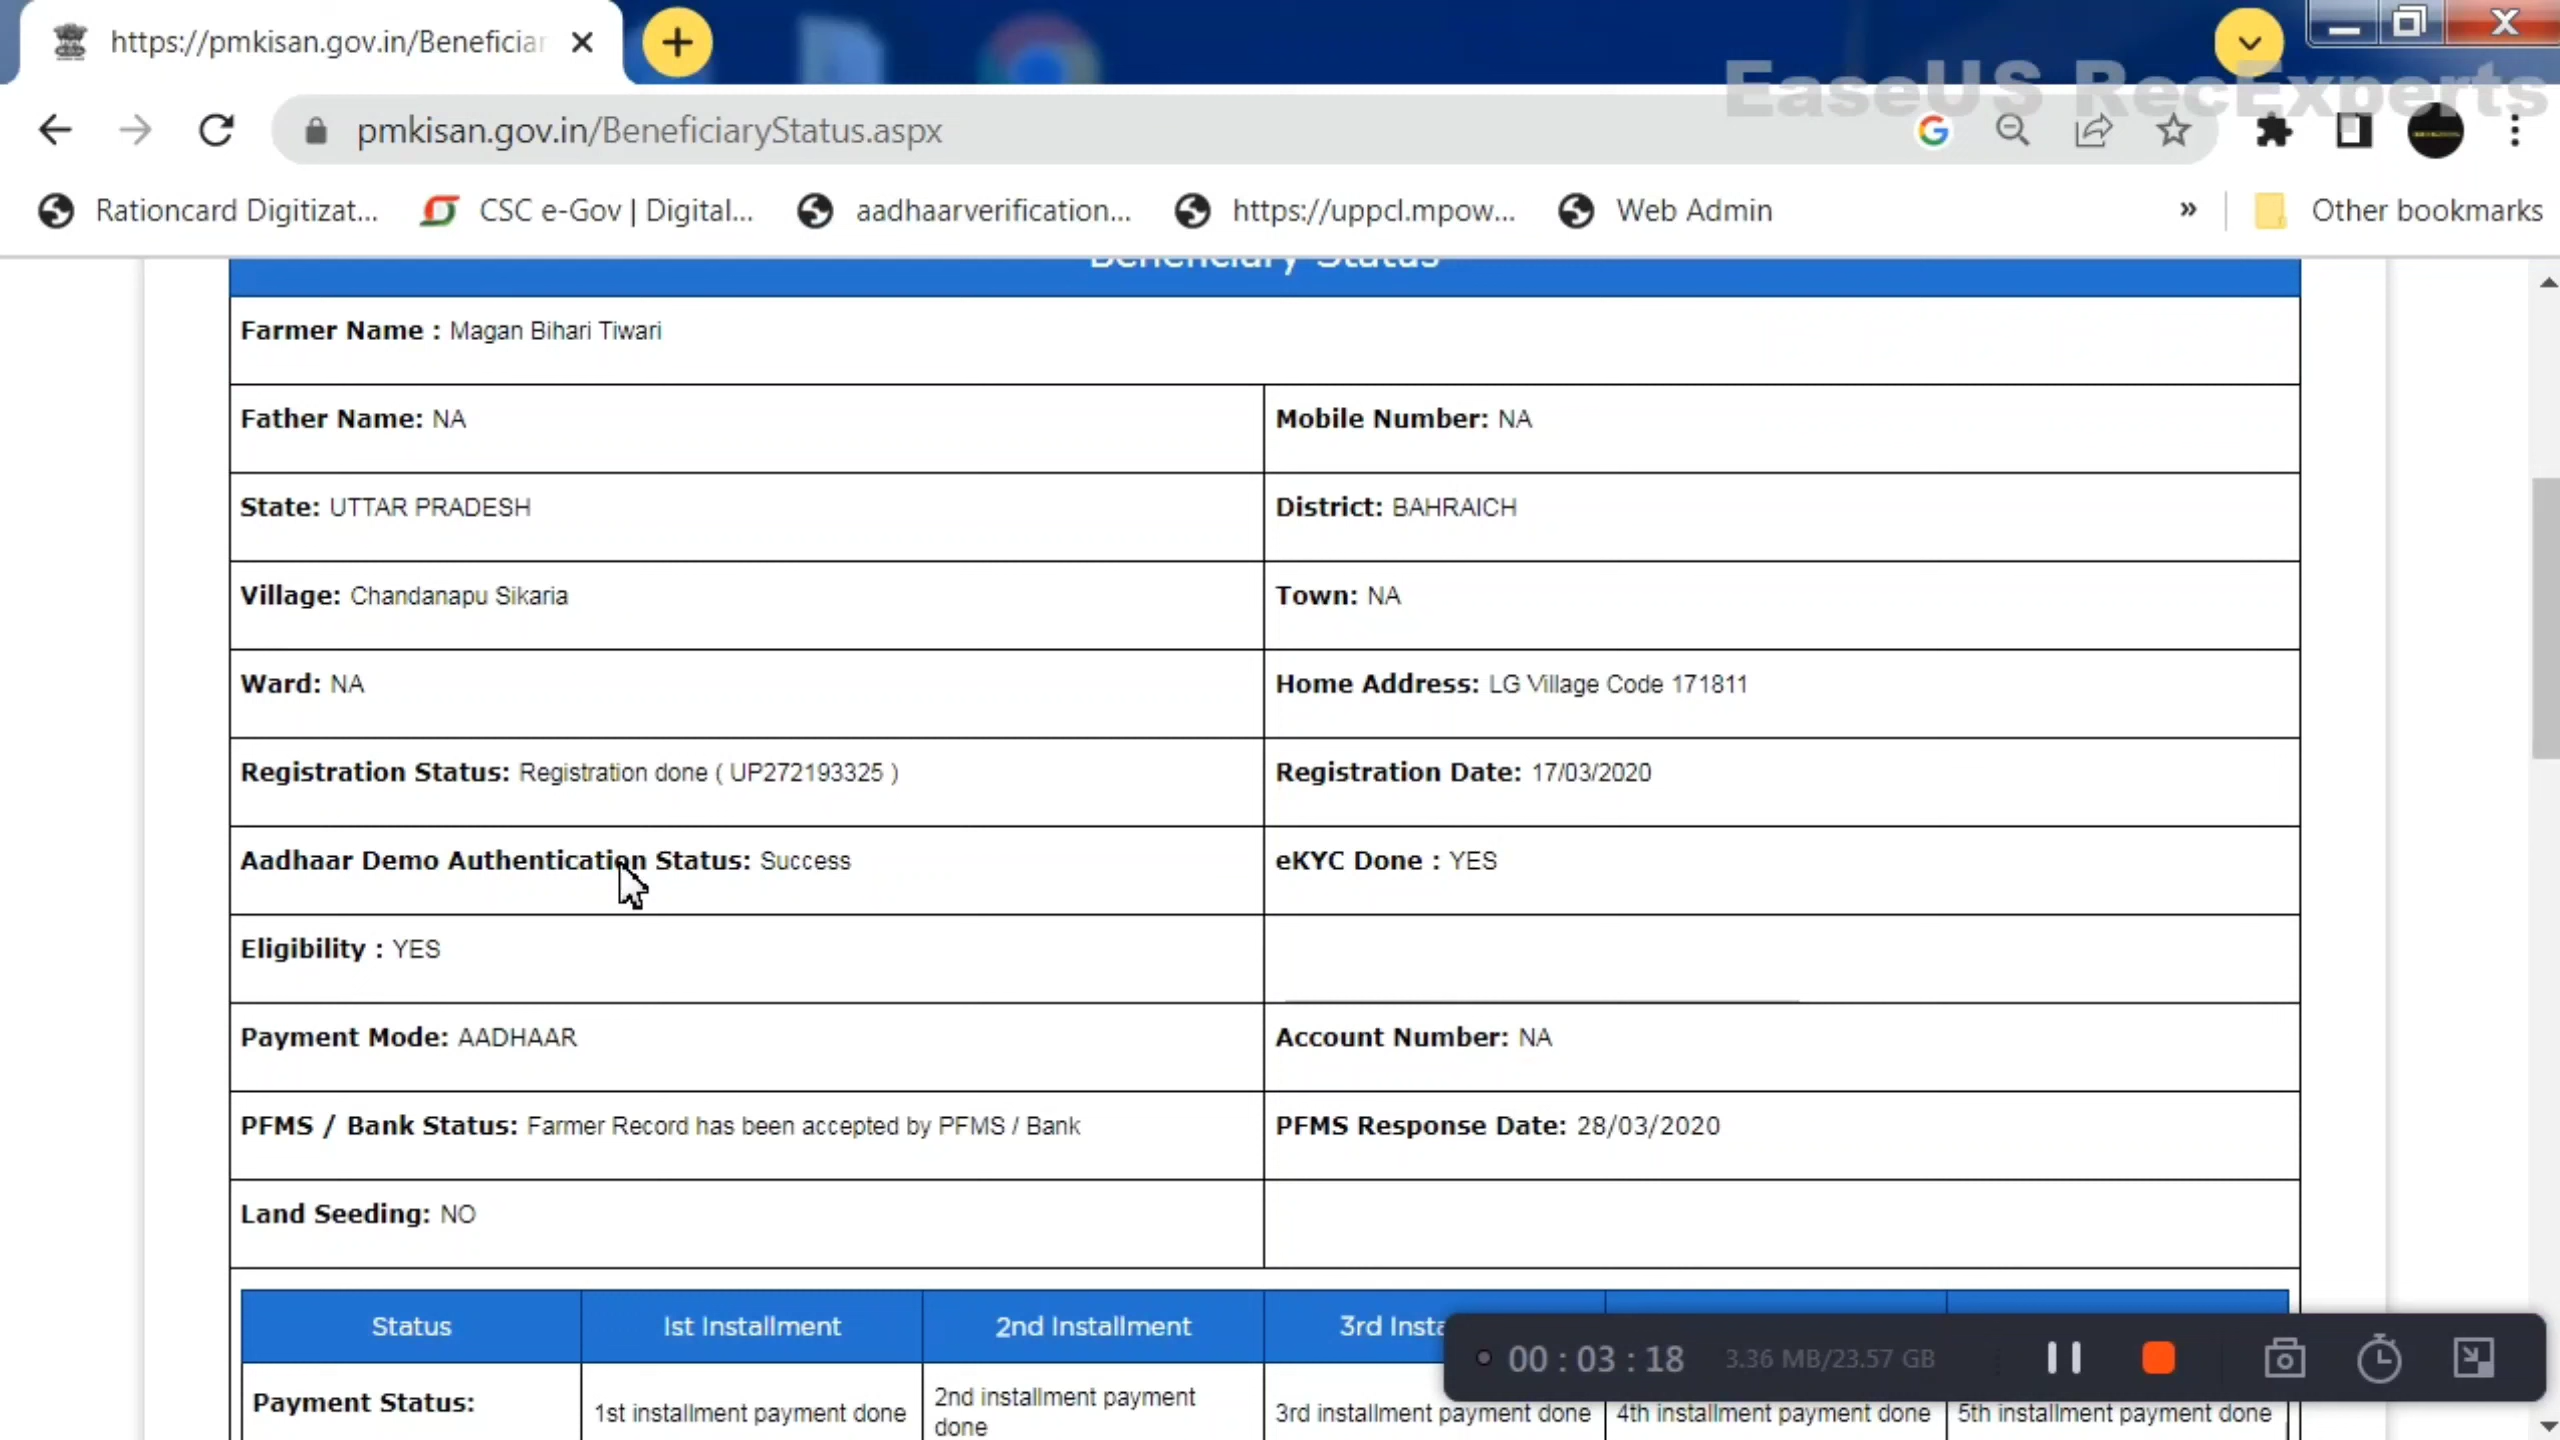 https://pmkisan.gov.in/Beneficiar
EaseUS RecExperts
pmkisan.gov.in/BeneficiaryStatus.aspx
Rationcard Digitizat...
CSC e-Gov | Digital...
aadhaarverification...
https://uppcl.mpow...
Web Admin
»
Other bookmarks
Beneficiary Status
Farmer Name : Magan Bihari Tiwari
Father Name: NA
Mobile Number: NA
State: UTTAR PRADESH
District: BAHRAICH
Village: Chandanapu Sikaria
Town: NA
Ward: NA
Home Address: LG Village Code 171811
Registration Status: Registration done ( UP272193325 )
Registration Date: 17/03/2020
Aadhaar Demo Authentication Status: Success
eKYC Done : YES
Eligibility : YES
Payment Mode: AADHAAR
Account Number: NA
PFMS / Bank Status: Farmer Record has been accepted by PFMS / Bank
PFMS Response Date: 28/03/2020
Land Seeding: NO
Status
Ist Installment
2nd Installment
3rd Insta
00 : 03 : 18
3.36 MB/23.57 GB
Payment Status:
1st installment payment done
2nd installment payment
done
3rd installment payment done
4th installment payment done
5th installment payment done